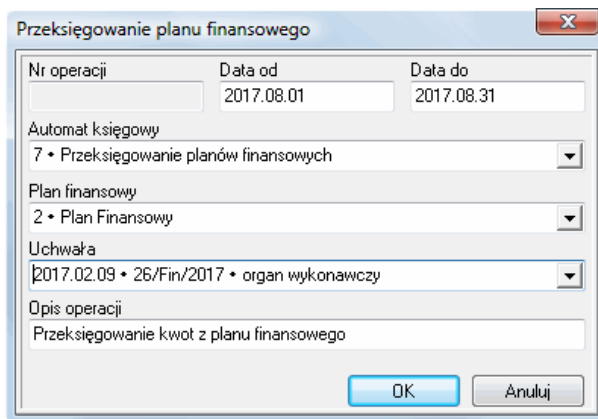 Przeksięgowanie planu finansowego
Nr operacji Data od Data do
2017.08.01 2017.08.31
Automat księgowy
7 • Przeksięgowanie planów finansowych
Plan finansowy
2 • Plan Finansowy
Uchwała
2017.02.09 • 26/Fin/2017 • organ wykonawczy
Opis operacji
Przeksięgowanie kwot z planu finansowego
OK Anuluj